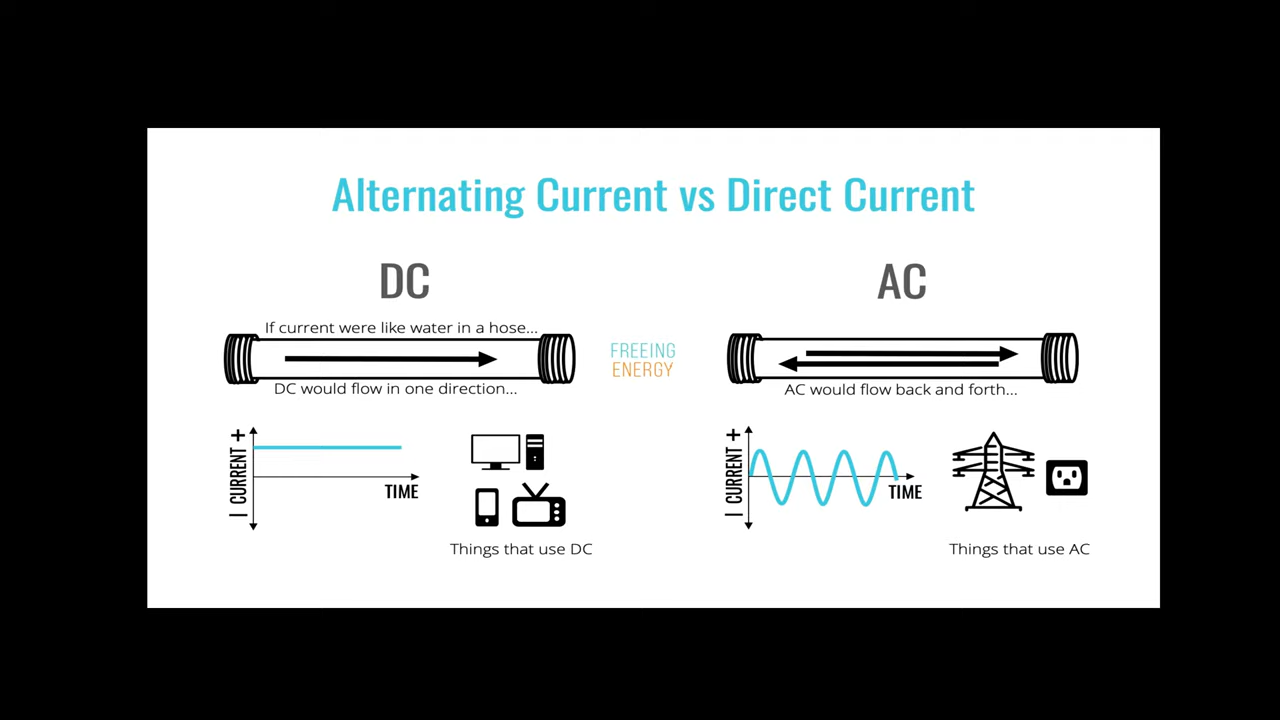 Alternating Current vs Direct Current
DC
If current were like water in a hose...
DC would flow in one direction...
| CURRENT +
TIME
Things that use DC
FREEING
ENERGY
AC
AC would flow back and forth...
| CURRENT +
TIME
Things that use AC